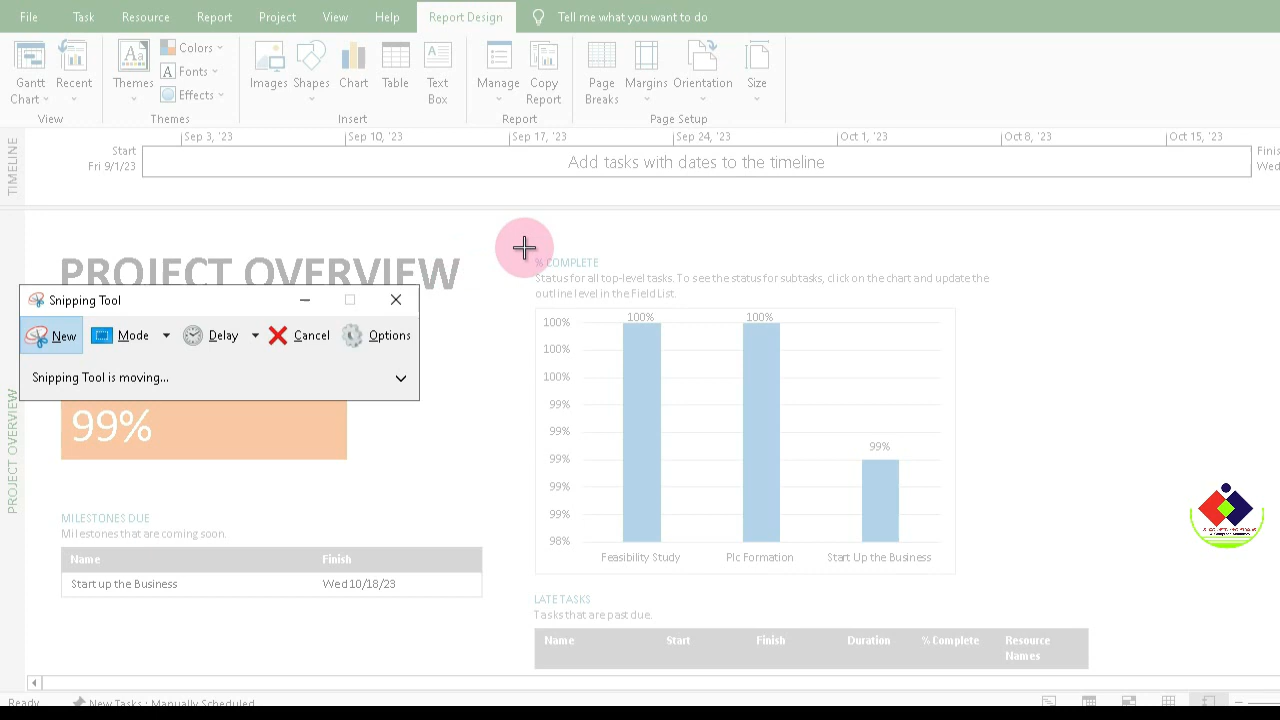 File Task Resource Report Project View Help Report Design Tell me what you want to do
Gantt Chart Recent Themes Colors Fonts Effects Images Shapes Chart Table Text Box Manage Copy Report Page Breaks Margins Orientation Size
View Themes Insert Report Page Setup
TIMELINE
Sep 3, '23 Sep 10, '23 Sep 17, '23 Sep 24, '23 Oct 1, '23 Oct 8, '23 Oct 15, '23
Start
Fri 9/1/23
Add tasks with dates to the timeline
Finis
Wed
PROJECT OVERVIEW
PROJECT OVERVIEW
Snipping Tool
New Mode Delay Cancel Options
Snipping Tool is moving...
99%
MILESTONES DUE
Milestones that are coming soon.
Name Finish
Start up the Business Wed 10/18/23
% COMPLETE
Status for all top-level tasks. To see the status for subtasks, click on the chart and update the
outline level in the Field List.
100%
100%
100%
99%
99%
99%
99%
99%
98%
100% 100% 99%
Feasibility Study Plc Formation Start Up the Business
LATE TASKS
Tasks that are past due.
Name Start Finish Duration % Complete Resource Names
Ready New Tasks : Manually Scheduled